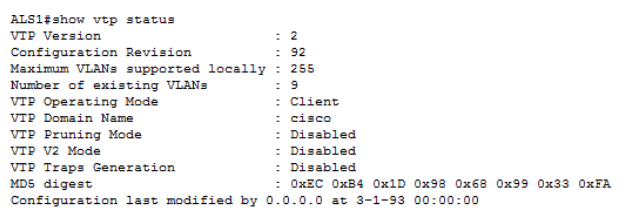 ALS1#show vtp status
VTP Version                     : 2
Configuration Revision          : 92
Maximum VLANs supported locally : 255
Number of existing VLANs        : 9
VTP Operating Mode              : Client
VTP Domain Name                 : cisco
VTP Pruning Mode                : Disabled
VTP V2 Mode                     : Disabled
VTP Traps Generation            : Disabled
MD5 digest                      : 0xEC 0xB4 0x1D 0x98 0x68 0x99 0x33 0xFA
Configuration last modified by 0.0.0.0 at 3-1-93 00:00:00